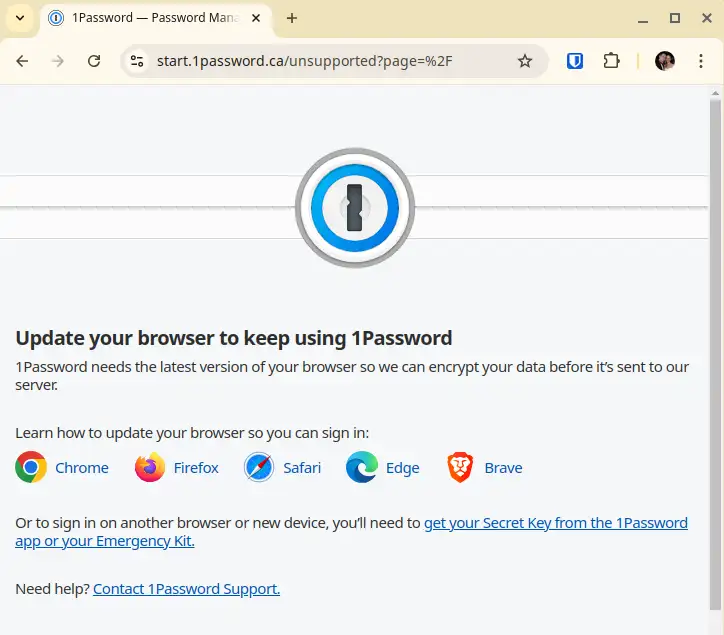 1Password — Password Mana
start.1password.ca/unsupported?page=%2F
Update your browser to keep using 1Password
1Password needs the latest version of your browser so we can encrypt your data before it’s sent to our
server.
Learn how to update your browser so you can sign in:
Chrome Firefox Safari Edge Brave
Or to sign in on another browser or new device, you’ll need to get your Secret Key from the 1Password
app or your Emergency Kit.
Need help? Contact 1Password Support.